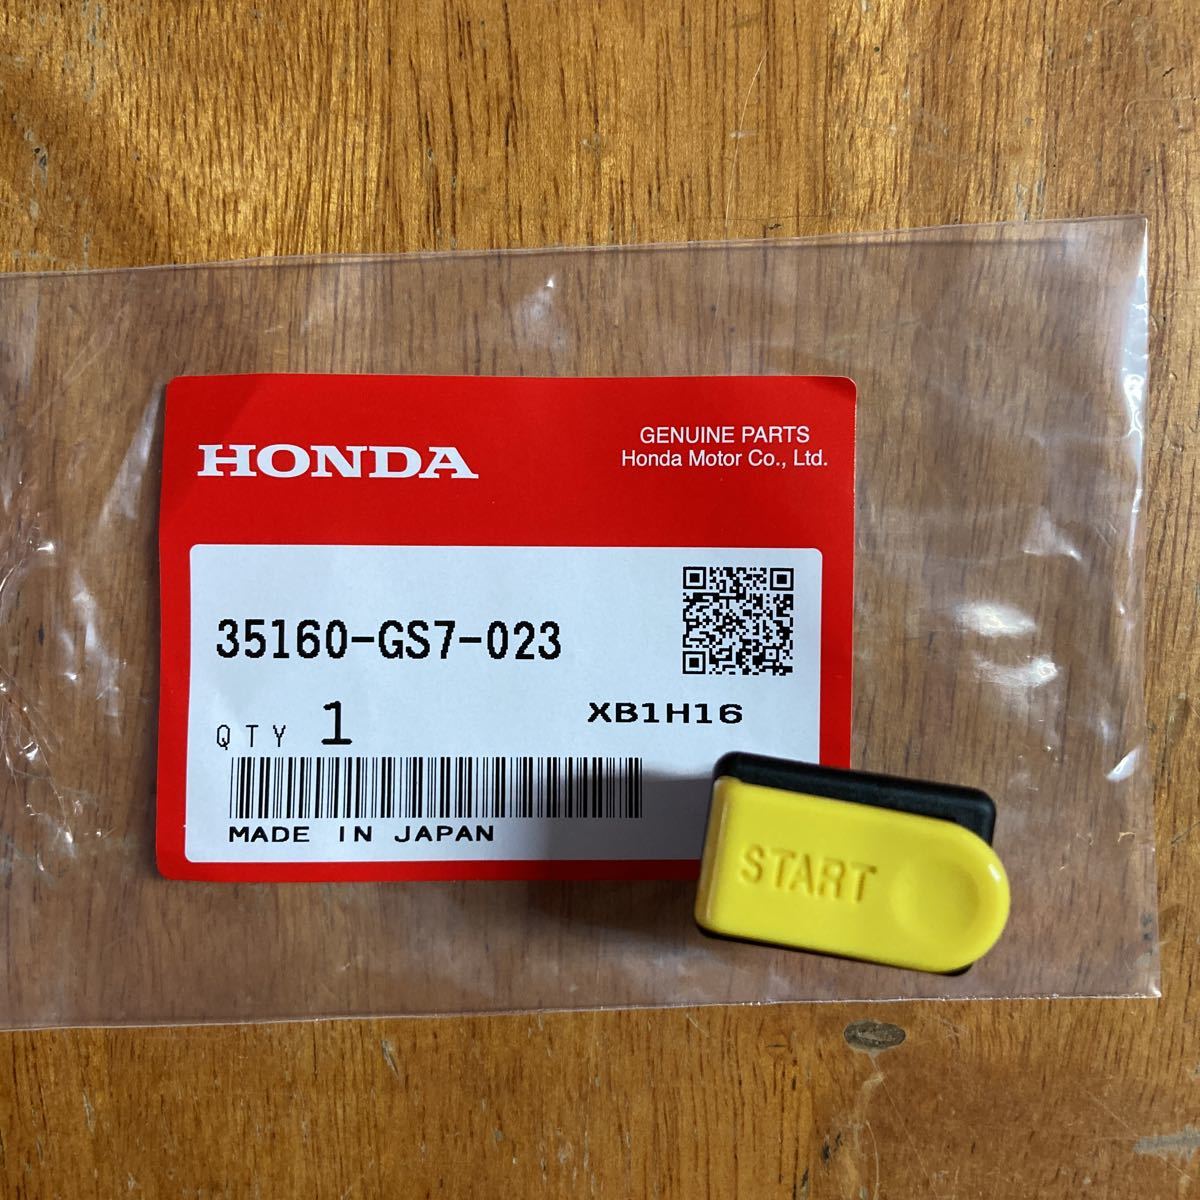 HONDA
GENUINE PARTS
Honda Motor Co., Ltd.
35160-GS7-023
QTY 1
XB1H16
MADE IN JAPAN
START